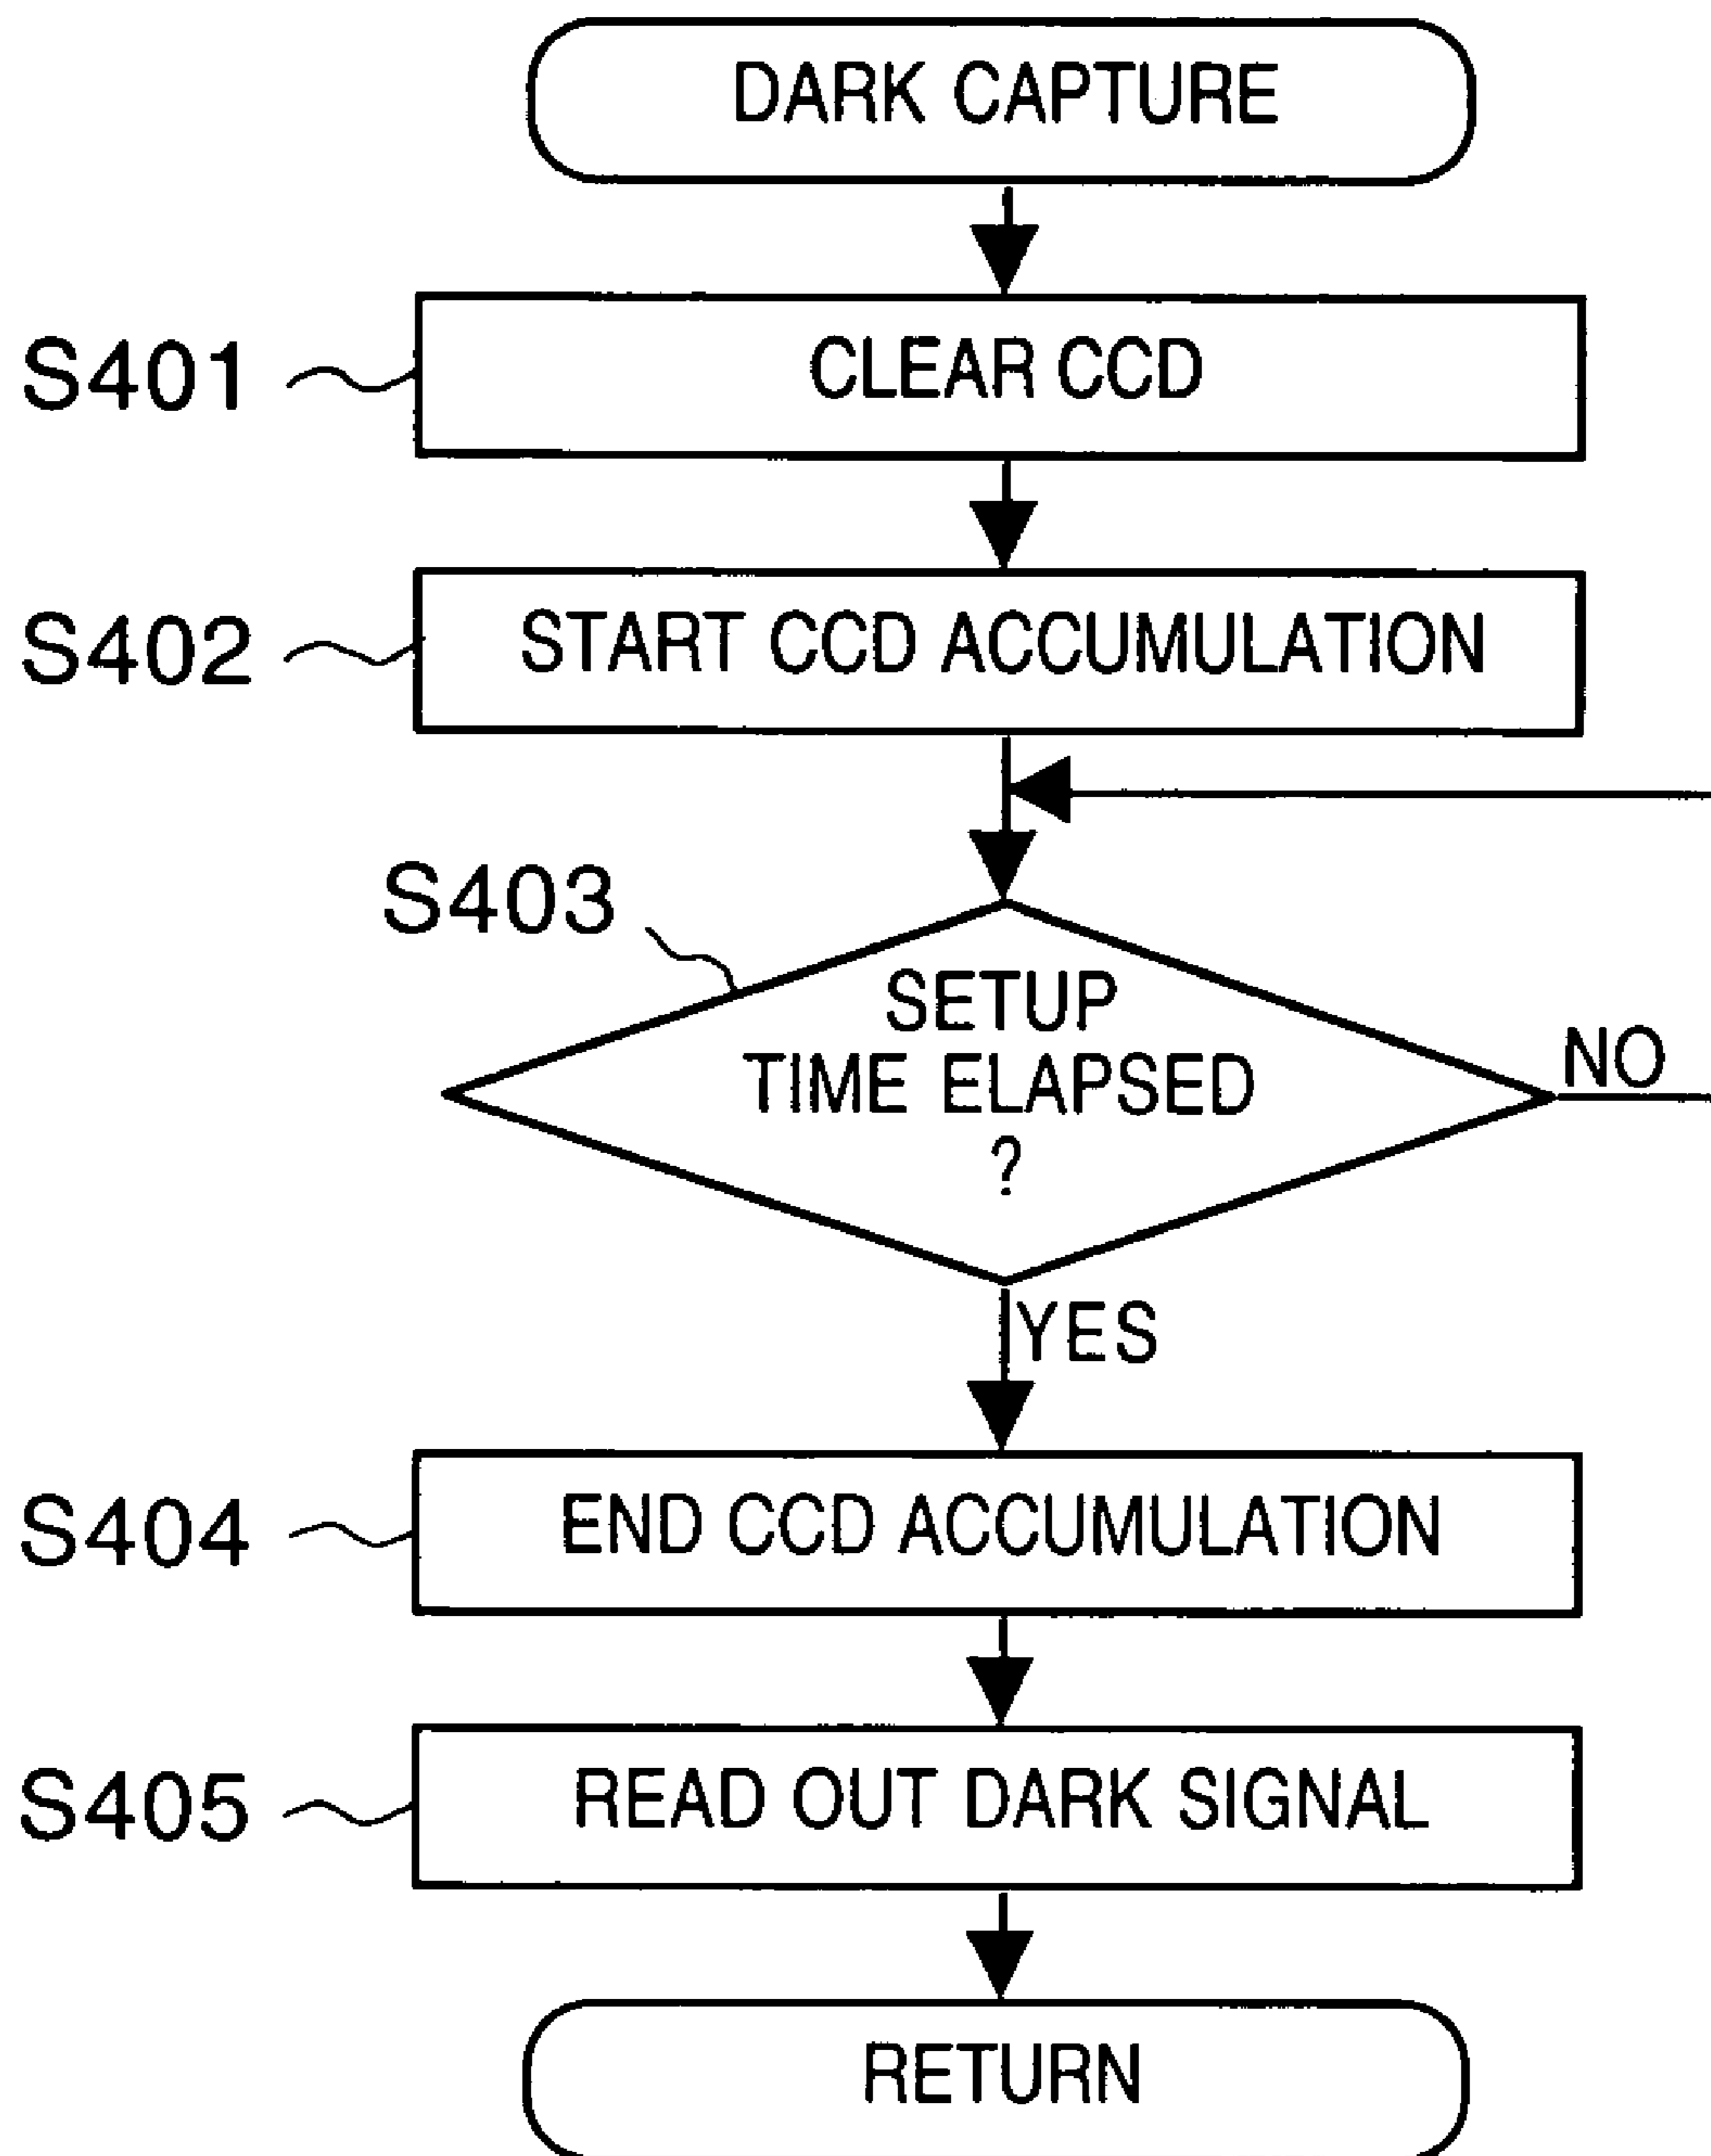 DARK CAPTURE
S401
CLEAR CCD
S402
START CCD ACCUMULATION
S403
SETUP
TIME ELAPSED
?
NO
YES
S404
END CCD ACCUMULATION
S405
READ OUT DARK SIGNAL
RETURN